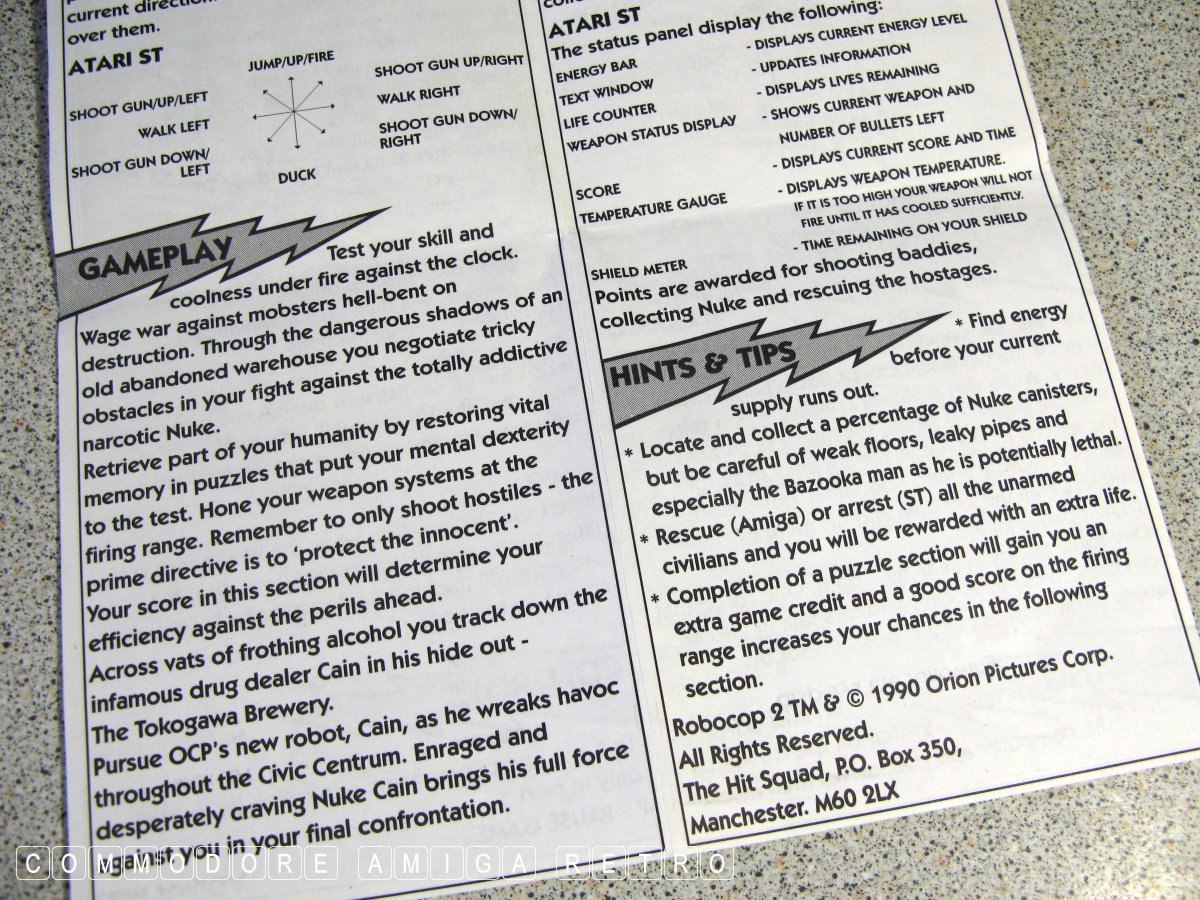 current direction
over them.
ATARI ST
JUMP/UP/FIRE
SHOOT GUN/UP/LEFT
SHOOT GUN UP/RIGHT
WALK LEFT
WALK RIGHT
SHOOT GUN DOWN/
LEFT
SHOOT GUN DOWN/
RIGHT
DUCK
GAMEPLAY
Test your skill and
coolness under fire against the clock.
Wage war against mobsters hell-bent on
destruction. Through the dangerous shadows of an
old abandoned warehouse you negotiate tricky
obstacles in your fight against the totally addictive
narcotic Nuke.
Retrieve part of your humanity by restoring vital
memory in puzzles that put your mental dexterity
to the test. Hone your weapon systems at the
firing range. Remember to only shoot hostiles - the
prime directive is to 'protect the innocent'.
Your score in this section will determine your
efficiency against the perils ahead.
Across vats of frothing alcohol you track down the
infamous drug dealer Cain in his hide out -
The Tokogawa Brewery.
Pursue OCP's new robot, Cain, as he wreaks havoc
throughout the Civic Centrum. Enraged and
desperately craving Nuke Cain brings his full force
against you in your final confrontation.
ATARI ST
The status panel display the following:
ENERGY BAR - DISPLAYS CURRENT ENERGY LEVEL
TEXT WINDOW - UPDATES INFORMATION
LIFE COUNTER - DISPLAYS LIVES REMAINING
WEAPON STATUS DISPLAY - SHOWS CURRENT WEAPON AND
NUMBER OF BULLETS LEFT
SCORE - DISPLAYS CURRENT SCORE AND TIME
TEMPERATURE GAUGE - DISPLAYS WEAPON TEMPERATURE.
IF IT IS TOO HIGH YOUR WEAPON WILL NOT
FIRE UNTIL IT HAS COOLED SUFFICIENTLY.
SHIELD METER - TIME REMAINING ON YOUR SHIELD
Points are awarded for shooting baddies,
collecting Nuke and rescuing the hostages.
HINTS & TIPS
* Find energy
before your current
supply runs out.
* Locate and collect a percentage of Nuke canisters,
but be careful of weak floors, leaky pipes and
especially the Bazooka man as he is potentially lethal.
* Rescue (Amiga) or arrest (ST) all the unarmed
civilians and you will be rewarded with an extra life.
* Completion of a puzzle section will gain you an
extra game credit and a good score on the firing
range increases your chances in the following
section.
Robocop 2 TM & © 1990 Orion Pictures Corp.
All Rights Reserved.
The Hit Squad, P.O. Box 350,
Manchester. M60 2LX
COMMODORE AMIGA RETRO